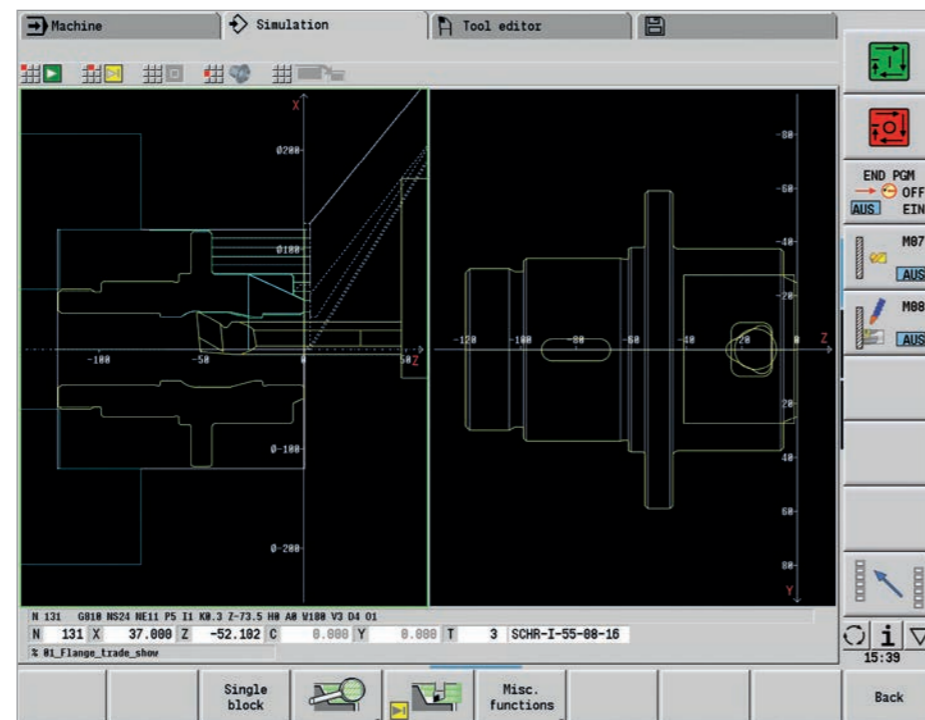 Machine
Simulation
Tool editor
END PGM
OFF
AUS EIN
M07
AUS
M08
AUS
X
Ø200
Ø100
-100 -50 0 50 Z
Ø-100
Ø-200
-80
-60
-40
-20
-120 -100 -80 -60 -40 -20 0 Z
20
40
60
80
Y
N 131 G810 NS24 NE11 P5 I1 K0.3 Z-73.5 H0 A0 W180 V3 D4 O1
N 131 X 37.000 Z -52.102 C 0.000 Y 0.000 T 3 SCHR-I-55-08-16
% 01_Flange_trade_show
15:39
Single block
Misc. functions
Back